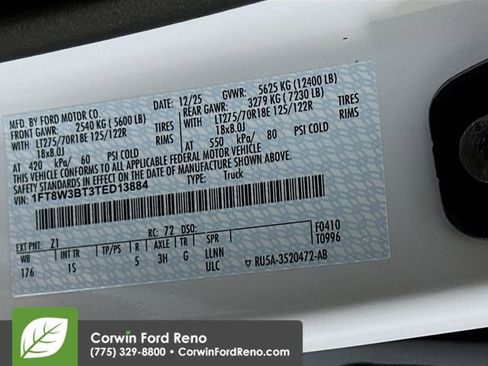 MFD. BY FORD MOTOR CO.
DATE: 12/25 GVWR: 5625 KG (12400 LB)
FRONT GAWR: 2540 KG (5600 LB) REAR GAWR: 3279 KG (7230 LB)
WITH LT275/70R18E 125/122R TIRES WITH LT275/70R18E 125/122R TIRES
18x8.0J RIMS 18x8.0J RIMS
AT 420 kPa/ 60 PSI COLD AT 550 kPa/ 80 PSI COLD
THIS VEHICLE CONFORMS TO ALL APPLICABLE FEDERAL MOTOR VEHICLE
SAFETY STANDARDS IN EFFECT ON THE DATE OF MANUFACTURE SHOWN ABOVE.
VIN: 1FT8W3BT3TED13884 TYPE: Truck
F0410
T0996
EXT PNT: Z1 RC: 72 DSO:
WB INT TR TP/PS R AXLE TR SPR
176 1S 5 3H G LLNN
ULC RU5A-3520472-AB
Corwin Ford Reno
(775) 329-8800 • CorwinFordReno.com